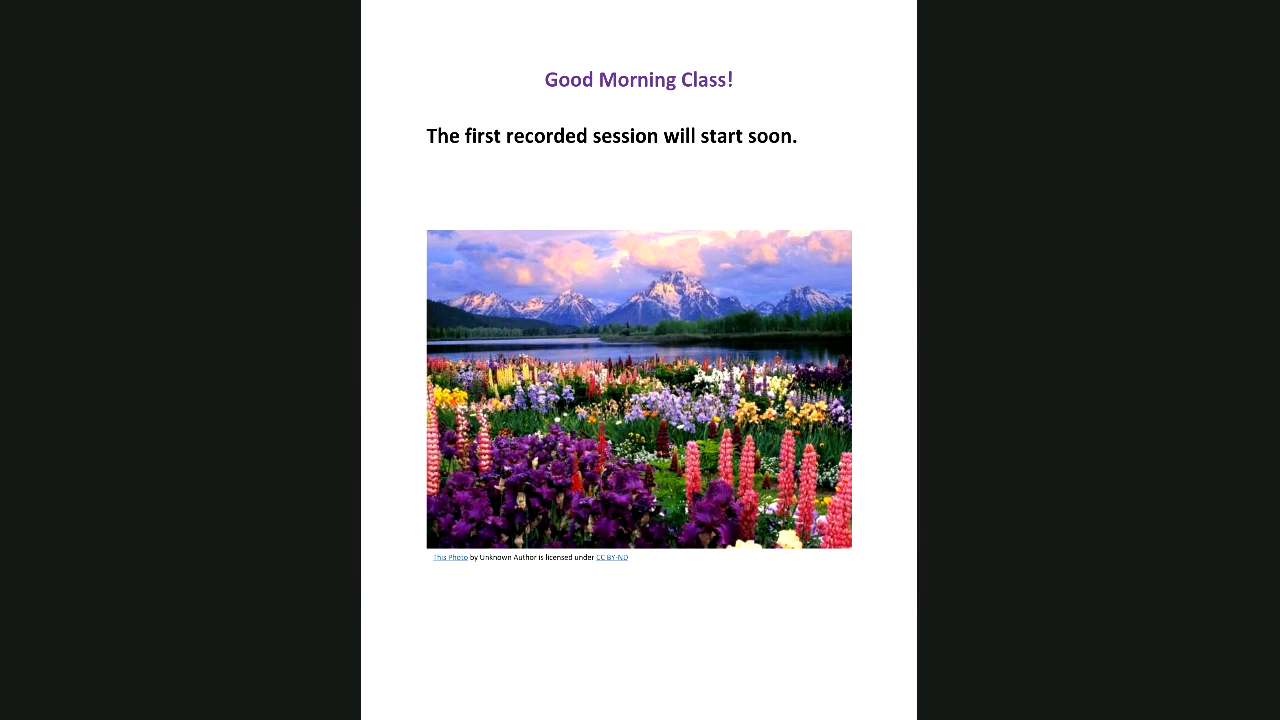 Good Morning Class!
The first recorded session will start soon.
This Photo by Unknown Author is licensed under CC BY-ND